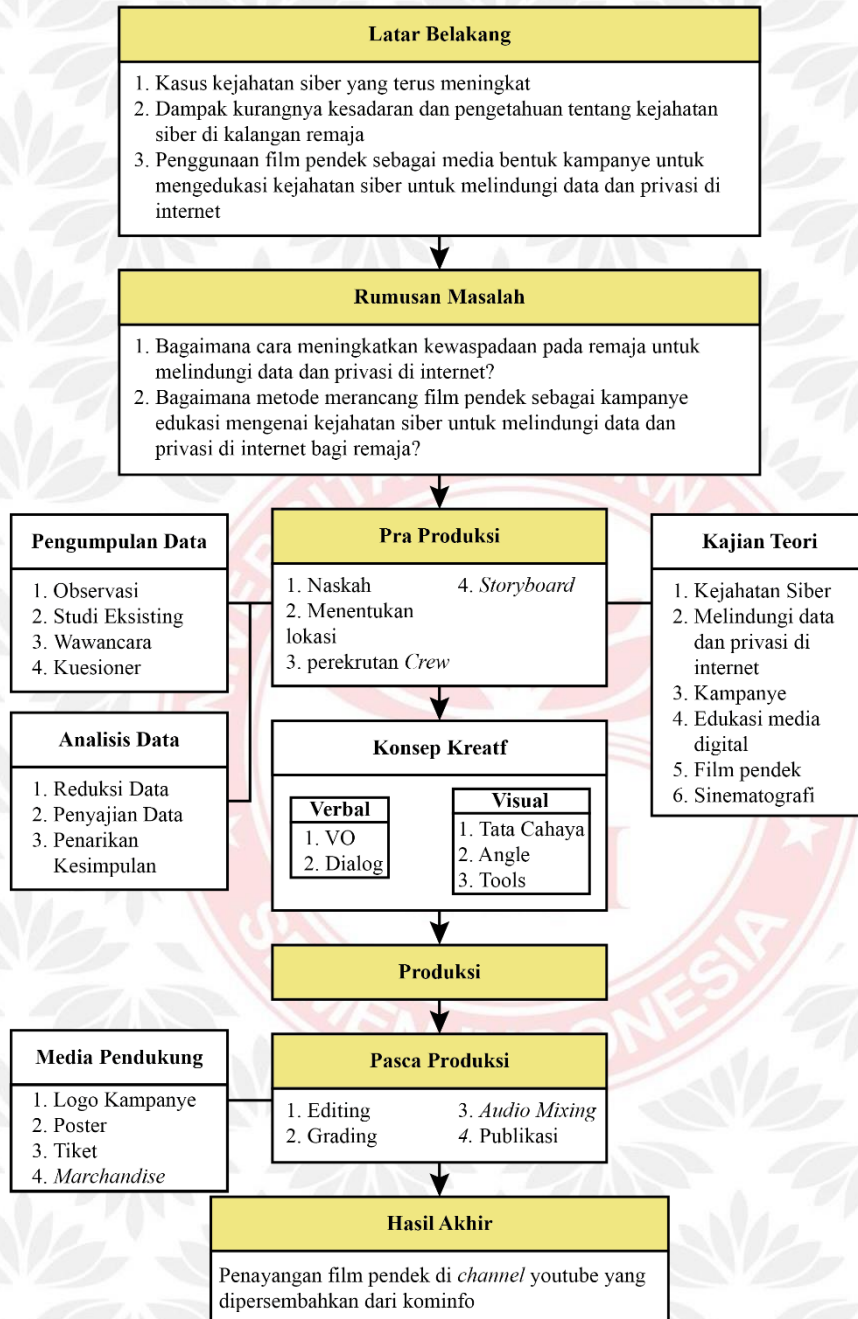 Latar Belakang
1. Kasus kejahatan siber yang terus meningkat
2. Dampak kurangnya kesadaran dan pengetahuan tentang kejahatan
siber di kalangan remaja
3. Penggunaan film pendek sebagai media bentuk kampanye untuk
mengedukasi kejahatan siber untuk melindungi data dan privasi di
internet
Rumusan Masalah
1. Bagaimana cara meningkatkan kewaspadaan pada remaja untuk
melindungi data dan privasi di internet?
2. Bagaimana metode merancang film pendek sebagai kampanye
edukasi mengenai kejahatan siber untuk melindungi data dan
privasi di internet bagi remaja?
Pengumpulan Data
1. Observasi
2. Studi Eksisting
3. Wawancara
4. Kuesioner
Analisis Data
1. Reduksi Data
2. Penyajian Data
3. Penarikan
Kesimpulan
Pra Produksi
1. Naskah
2. Menentukan
lokasi
3. perekrutan Crew
4. Storyboard
Kajian Teori
1. Kejahatan Siber
2. Melindungi data
dan privasi di
internet
3. Kampanye
4. Edukasi media
digital
5. Film pendek
6. Sinematografi
Konsep Kreatf
Verbal
1. VO
2. Dialog
Visual
1. Tata Cahaya
2. Angle
3. Tools
Produksi
Media Pendukung
1. Logo Kampanye
2. Poster
3. Tiket
4. Marchandise
Pasca Produksi
1. Editing
2. Grading
3. Audio Mixing
4. Publikasi
Hasil Akhir
Penayangan film pendek di channel youtube yang
dipersembahkan dari kominfo